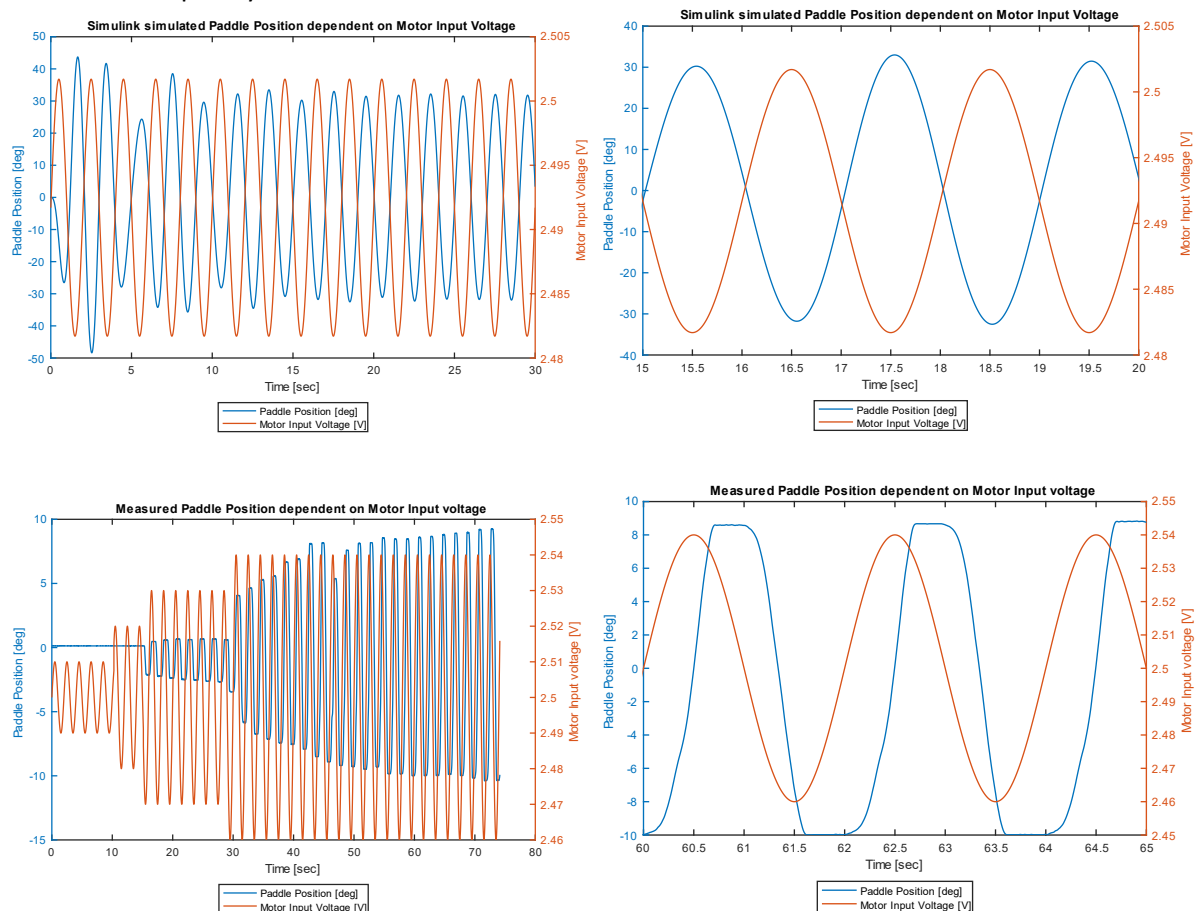 Simulink simulated Paddle Position dependent on Motor Input Voltage
50
40
30
20
10
0
-10
-20
-30
-40
-50
Paddle Position [deg]
2.505
2.5
2.495
2.49
2.485
2.48
Motor Input Voltage [V]
0 5 10 15 20 25 30
Time [sec]
Paddle Position [deg]
Motor Input Voltage [V]
Simulink simulated Paddle Position dependent on Motor Input Voltage
40
30
20
10
0
-10
-20
-30
-40
Paddle Position [deg]
2.505
2.5
2.495
2.49
2.485
2.48
Motor Input Voltage [V]
15 15.5 16 16.5 17 17.5 18 18.5 19 19.5 20
Time [sec]
Paddle Position [deg]
Motor Input Voltage [V]
Measured Paddle Position dependent on Motor Input voltage
10
5
0
-5
-10
-15
Paddle Position [deg]
2.55
2.54
2.53
2.52
2.51
2.5
2.49
2.48
2.47
2.46
Motor Input voltage [V]
0 10 20 30 40 50 60 70 80
Time [sec]
Paddle Position [deg]
Motor Input Voltage [V]
Measured Paddle Position dependent on Motor Input voltage
10
8
6
4
2
0
-2
-4
-6
-8
-10
Paddle Position [deg]
2.55
2.54
2.53
2.52
2.51
2.5
2.49
2.48
2.47
2.46
2.45
Motor Input voltage [V]
60 60.5 61 61.5 62 62.5 63 63.5 64 64.5 65
Time [sec]
Paddle Position [deg]
Motor Input Voltage [V]